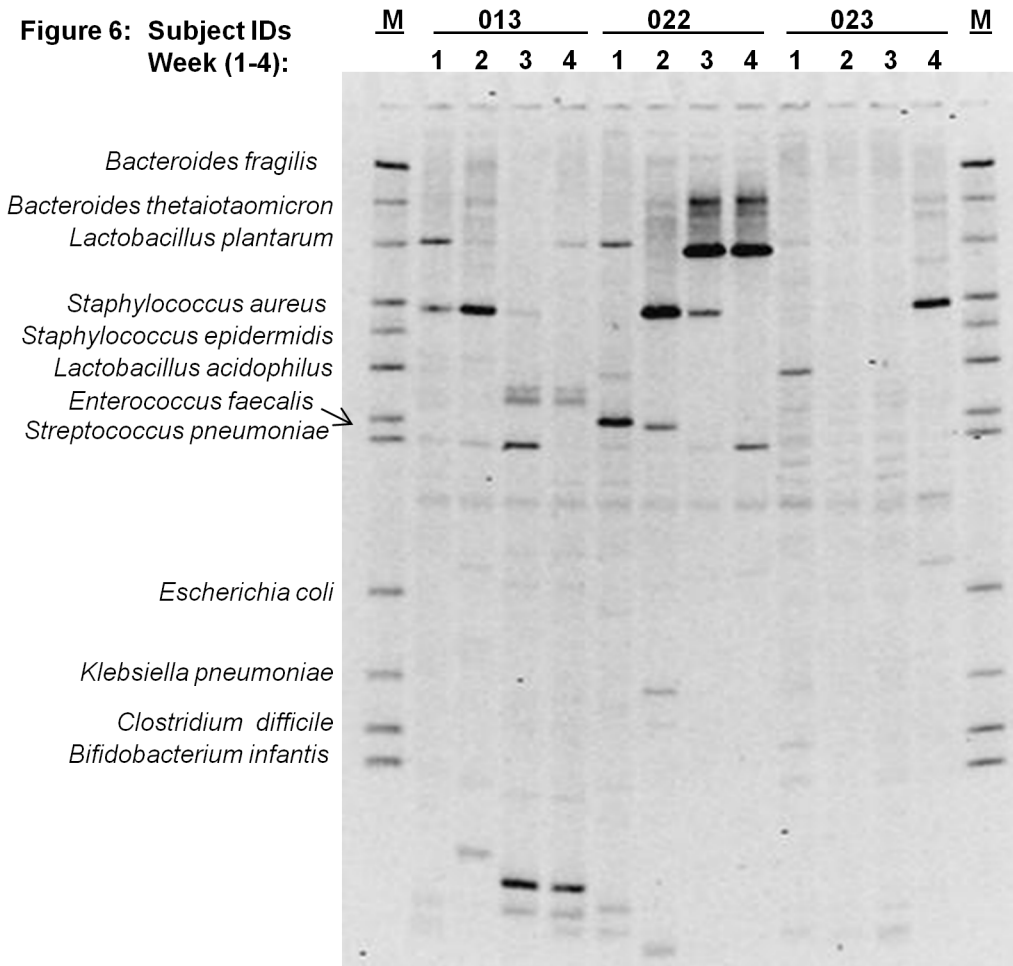 Figure 6: Subject IDs
Week (1-4):
M 013 022 023 M
1 2 3 4 1 2 3 4 1 2 3 4
Bacteroides fragilis
Bacteroides thetaiotaomicron
Lactobacillus plantarum
Staphylococcus aureus
Staphylococcus epidermidis
Lactobacillus acidophilus
Enterococcus faecalis
Streptococcus pneumoniae
Escherichia coli
Klebsiella pneumoniae
Clostridium difficile
Bifidobacterium infantis